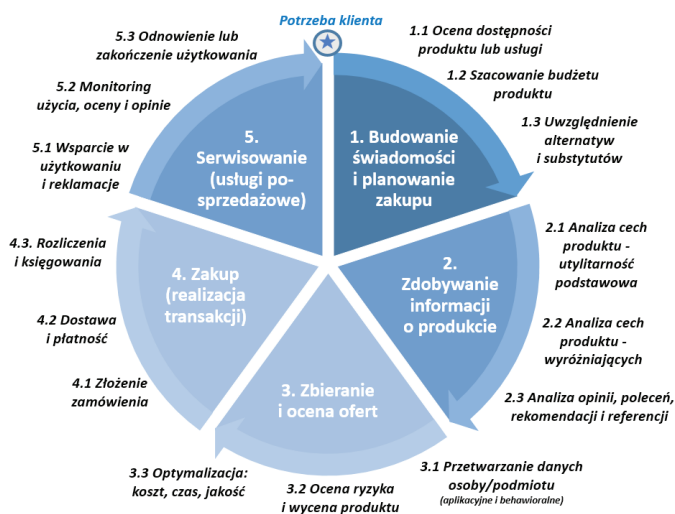 Potrzeba klienta
1.1 Ocena dostępności
produktu lub usługi
1.2 Szacowanie budżetu
produktu
1.3 Uwzględnienie
alternatyw
i substytutów
1. Budowanie
świadomości
i planowanie
zakupu
2.1 Analiza cech
produktu -
utylitarność
podstawowa
2.2 Analiza cech
produktu -
wyróżniających
2.3 Analiza opinii, poleceń,
rekomendacji i referencji
2.
Zdobywanie
informacji
o produkcie
3.1 Przetwarzanie danych
osoby/podmiotu
(aplikacyjne i behawioralne)
3.2 Ocena ryzyka
i wycena produktu
3.3 Optymalizacja:
koszt, czas, jakość
3. Zbieranie
i ocena ofert
4.1 Złożenie
zamówienia
4.2 Dostawa
i płatność
4.3. Rozliczenia
i księgowania
4. Zakup
(realizacja
transakcji)
5.1 Wsparcie w
użytkowaniu
i reklamacje
5.2 Monitoring
użycia, oceny i opinie
5.3 Odnowienie lub
zakończenie użytkowania
5.
Serwisowanie
(usługi po-
sprzedażowe)